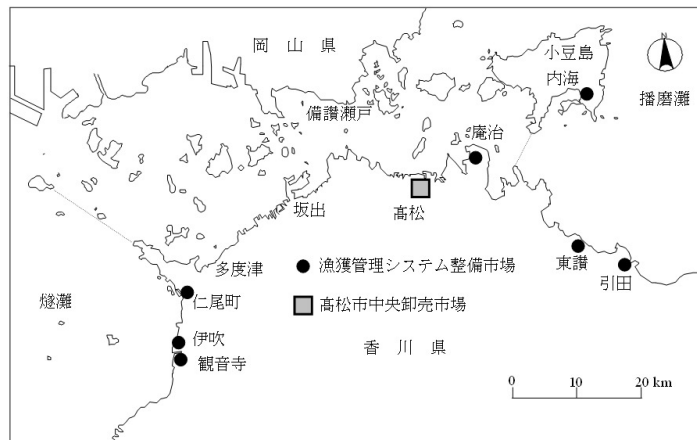 岡 山 県
小豆島
内海
N
播磨灘
備讃瀬戸
庵治
坂出
高松
東讃
引田
多度津
漁獲管理システム整備市場
燧灘
仁尾町
高松市中央卸売市場
伊吹
観音寺
香 川 県
0 10 20 km